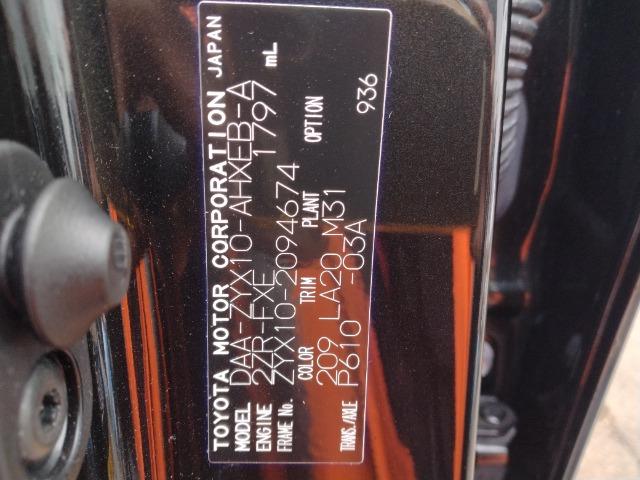 TOYOTA MOTOR CORPORATION JAPAN
MODEL DAA-ZYX10-AHXEB-A
ENGINE 2ZR-FXE 1797 mL
FRAME No. ZYX10-2094674
COLOR TRIM PLANT OPTION
209 LA20 M31
TRANS./AXLE P610 -03A 936